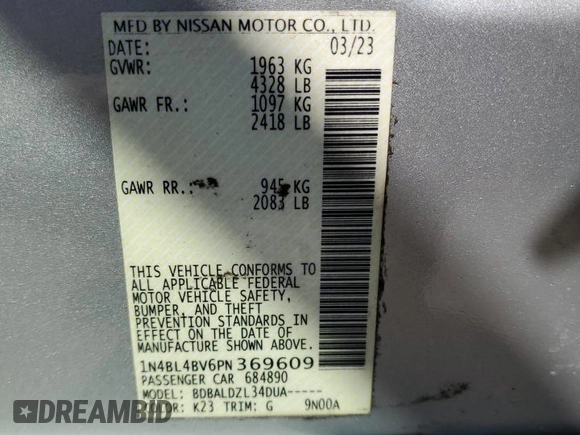 MFD BY NISSAN MOTOR CO., LTD.
DATE: 03/23
GVWR: 1963 KG
4328 LB
GAWR FR.: 1097 KG
2418 LB
GAWR RR.: 945 KG
2083 LB
THIS VEHICLE CONFORMS TO
ALL APPLICABLE FEDERAL
MOTOR VEHICLE SAFETY,
BUMPER, AND THEFT
PREVENTION STANDARDS IN
EFFECT ON THE DATE OF
MANUFACTURE SHOWN ABOVE.
1N4BL4BV6PN369609
PASSENGER CAR 684890
MODEL: BDBALDZL34DUA-----
COLOR: K23 TRIM: G 9N00A
DREAMBID